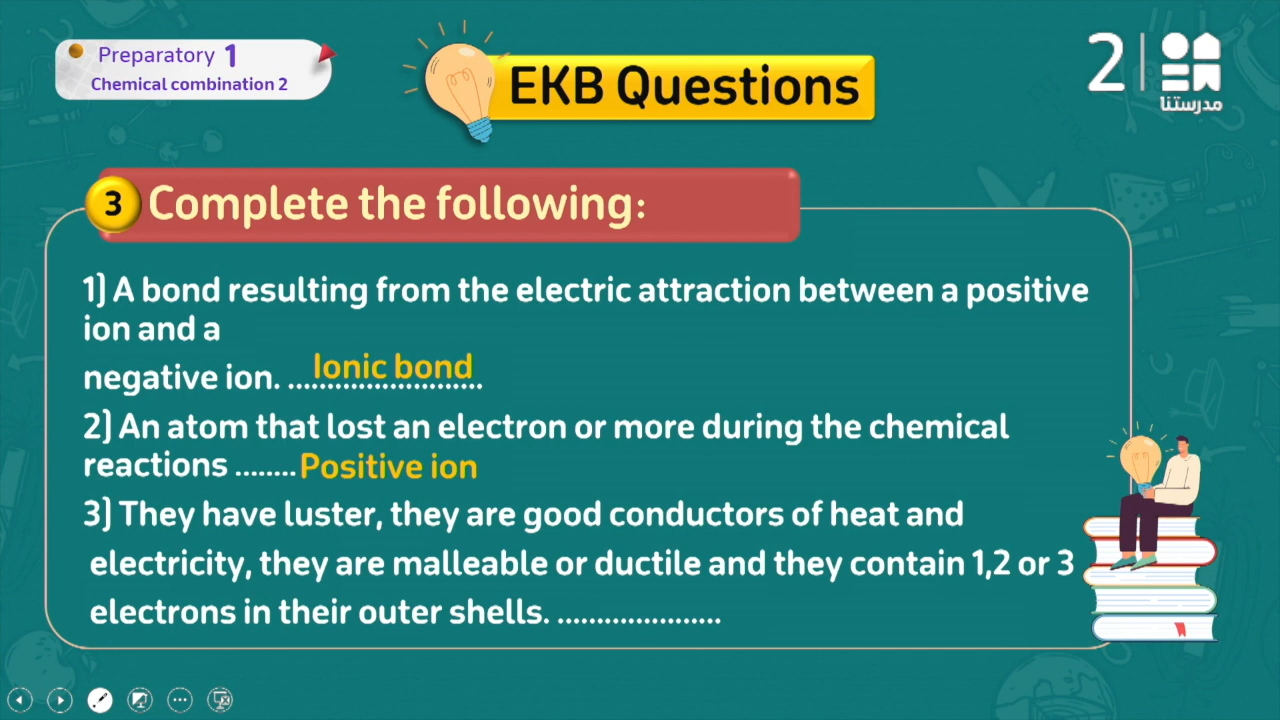 Preparatory 1
Chemical combination 2
EKB Questions
2
مدرستنا
3 Complete the following:
1) A bond resulting from the electric attraction between a positive
ion and a
negative ion. ......................... Ionic bond
2) An atom that lost an electron or more during the chemical
reactions ........ Positive ion
3) They have luster, they are good conductors of heat and
electricity, they are malleable or ductile and they contain 1,2 or 3
electrons in their outer shells. .....................